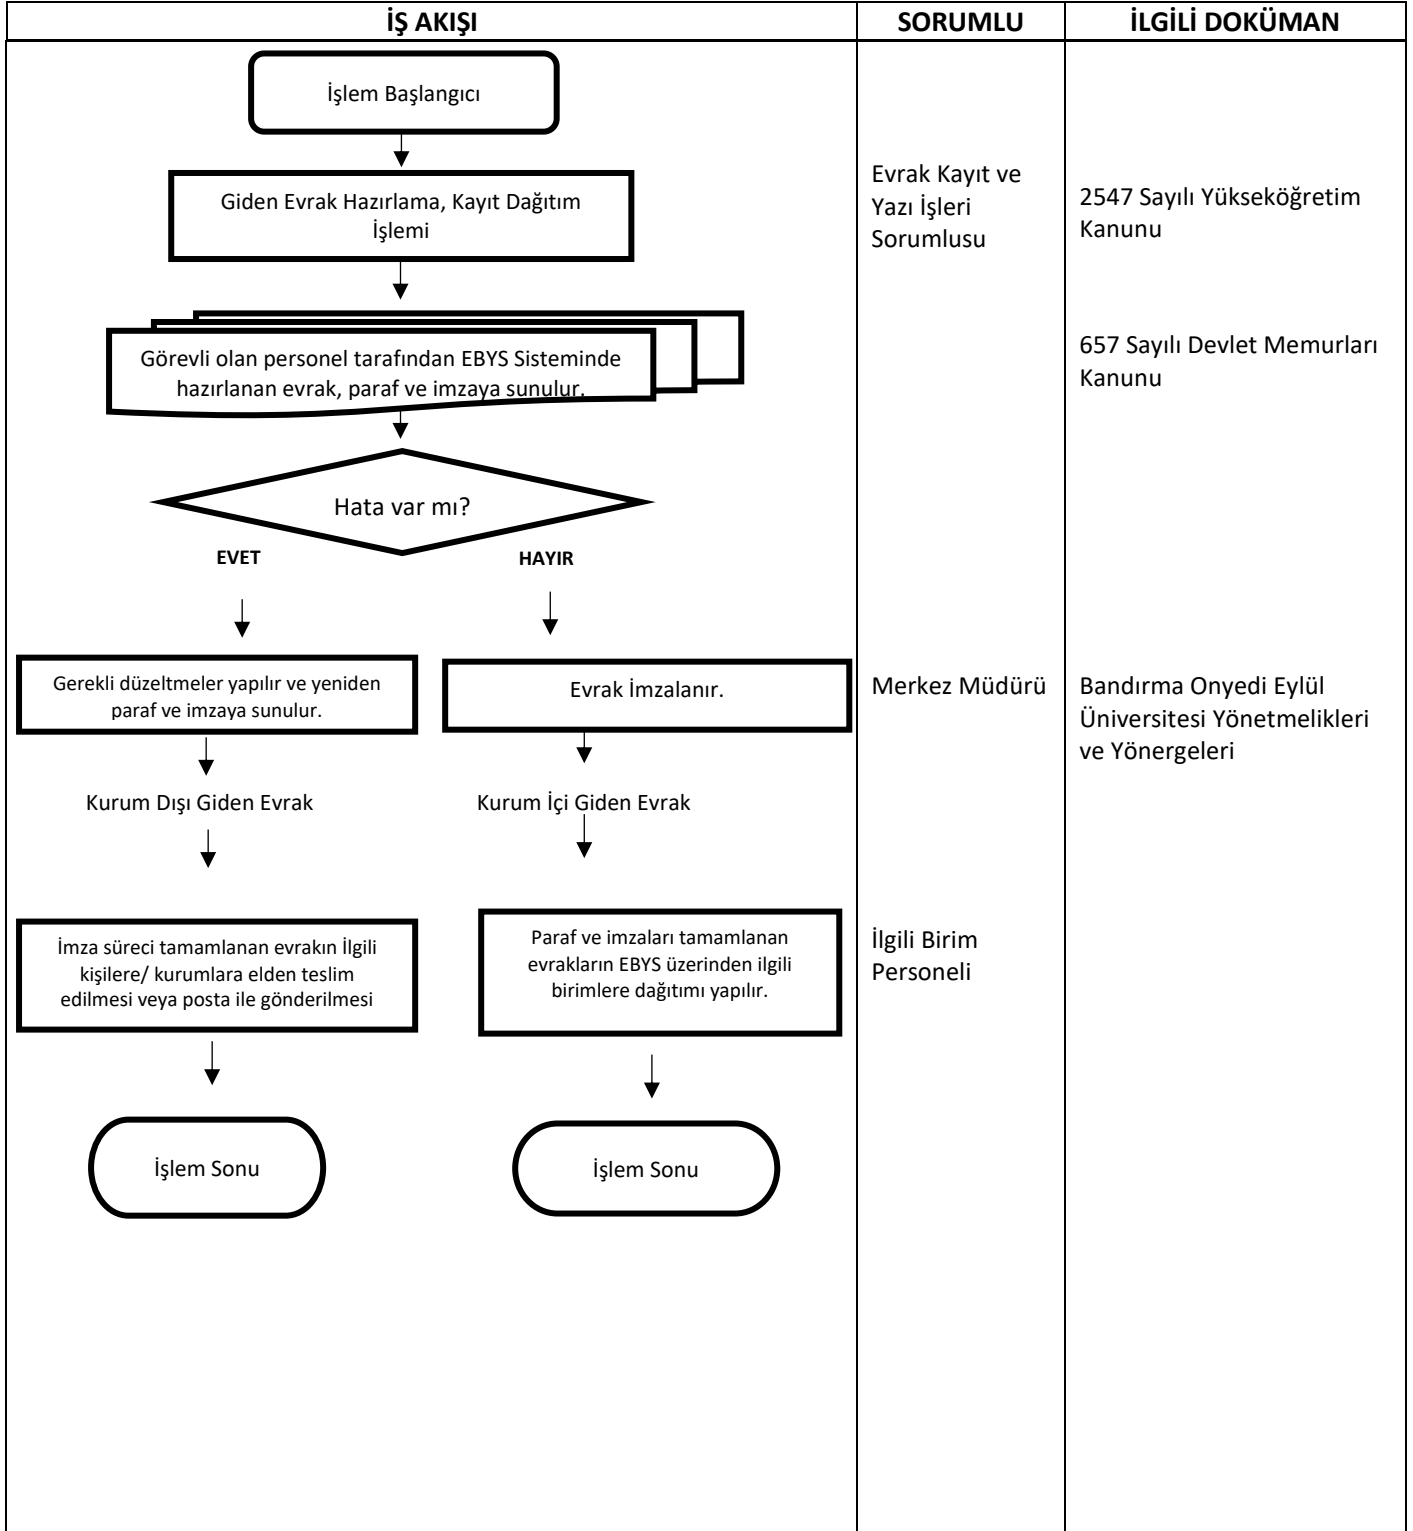 İŞ AKIŞI
SORUMLU
İLGİLİ DOKÜMAN
İşlem Başlangıcı
Giden Evrak Hazırlama, Kayıt Dağıtım
İşlemi
Evrak Kayıt ve
Yazı İşleri
Sorumlusu
2547 Sayılı Yükseköğretim
Kanunu
Görevli olan personel tarafından EBYS Sisteminde
hazırlanan evrak, paraf ve imzaya sunulur.
657 Sayılı Devlet Memurları
Kanunu
Hata var mı?
EVET
HAYIR
Gerekli düzeltmeler yapılır ve yeniden
paraf ve imzaya sunulur.
Evrak İmzalanır.
Merkez Müdürü
Bandırma Onyedi Eylül
Üniversitesi Yönetmelikleri
ve Yönergeleri
Kurum Dışı Giden Evrak
Kurum İçi Giden Evrak
İmza süreci tamamlanan evrakın İlgili
kişilere/ kurumlara elden teslim
edilmesi veya posta ile gönderilmesi
Paraf ve imzaları tamamlanan
evrakların EBYS üzerinden ilgili
birimlere dağıtımı yapılır.
İlgili Birim
Personeli
İşlem Sonu
İşlem Sonu